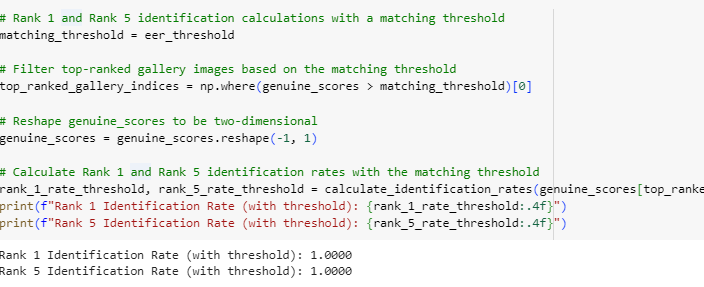 # Rank 1 and Rank 5 identification calculations with a matching threshold
matching_threshold = eer_threshold
# Filter top-ranked gallery images based on the matching threshold
top_ranked_gallery_indices = np.where(genuine_scores > matching_threshold)[0]
# Reshape genuine_scores to be two-dimensional
genuine_scores = genuine_scores.reshape(-1, 1)
# Calculate Rank 1 and Rank 5 identification rates with the matching threshold
rank_1_rate_threshold, rank_5_rate_threshold = calculate_identification_rates(genuine_scores[top_ranke
print(f"Rank 1 Identification Rate (with threshold): {rank_1_rate_threshold:.4f}")
print(f"Rank 5 Identification Rate (with threshold): {rank_5_rate_threshold:.4f}")
Rank 1 Identification Rate (with threshold): 1.0000
Rank 5 Identification Rate (with threshold): 1.0000